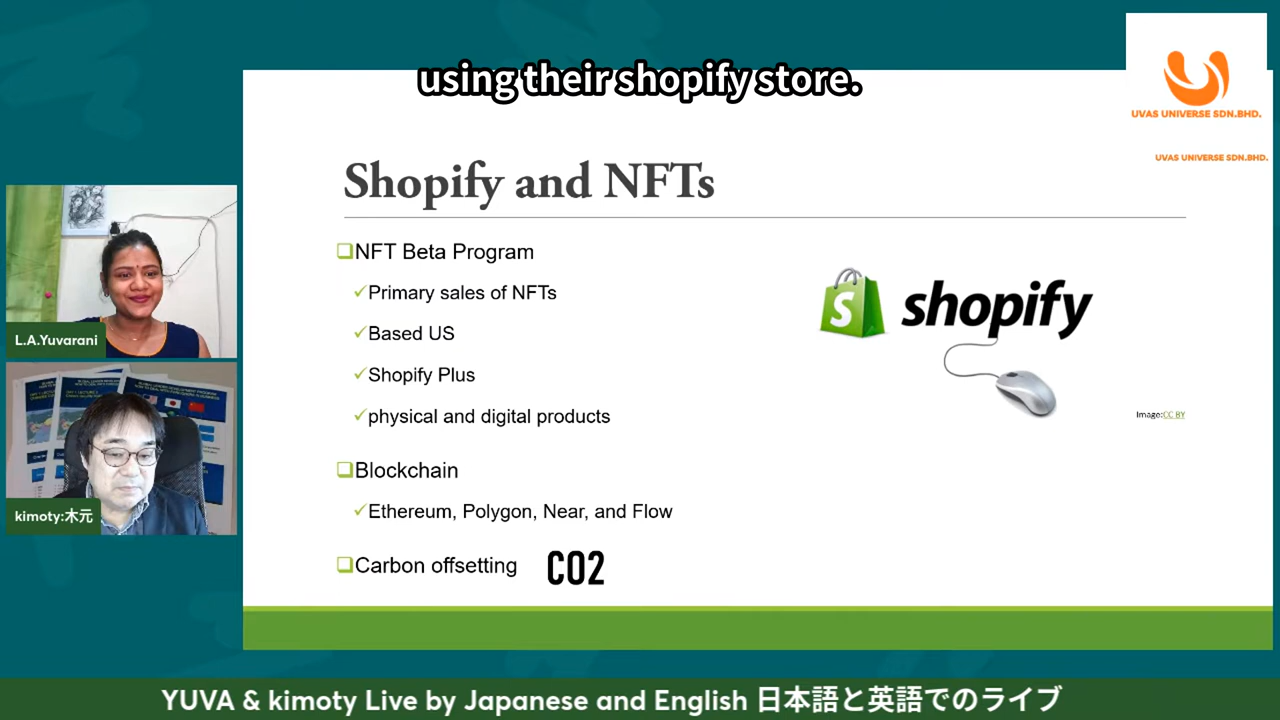 using their shopify store.
UVAS UNIVERSE SDN.BHD.
UVAS UNIVERSE SDN.BHD.
Shopify and NFTs
NFT Beta Program
Primary sales of NFTs
Based US
Shopify Plus
physical and digital products
shopify
Image:CC BY
Blockchain
Ethereum, Polygon, Near, and Flow
Carbon offsetting CO2
L.A.Yuvarani
kimoty:木元
YUVA & kimoty Live by Japanese and English 日本語と英語でのライブ